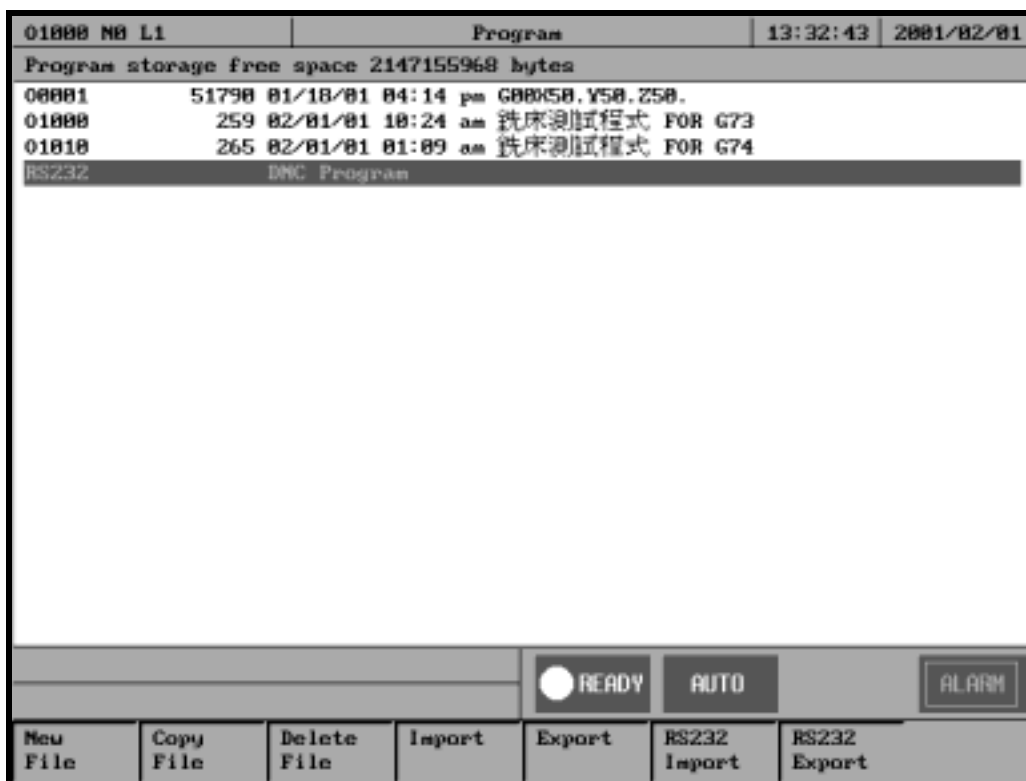 O1000 N0 L1 Program 13:32:43 2001/02/01
Program storage free space 2147155968 bytes
O0001 51790 01/18/01 04:14 pm G00X50.Y50.Z50.
O1000 259 02/01/01 10:24 am 銑床測試程式 FOR G73
O1010 265 02/01/01 01:09 am 銑床測試程式 FOR G74
RS232 DNC Program
READY AUTO ALARM
New File Copy File Delete File Import Export RS232 Import RS232 Export